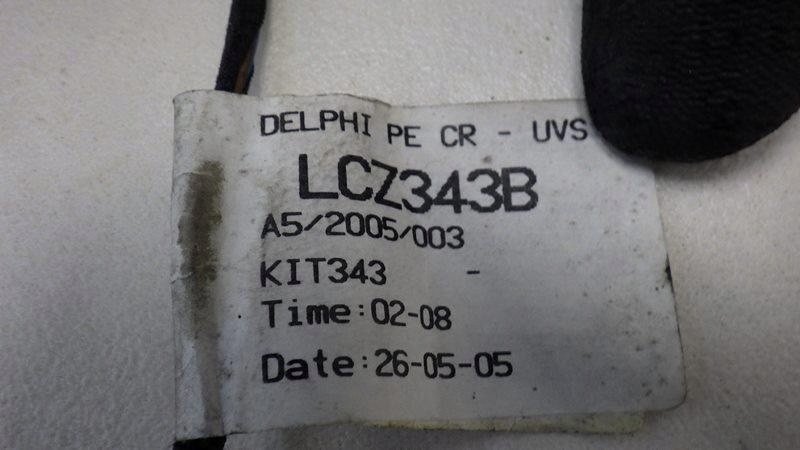 DELPHI PE CR - UVS
LCZ343B
A5/2005/003
KIT343 -
Time:02-08
Date:26-05-05